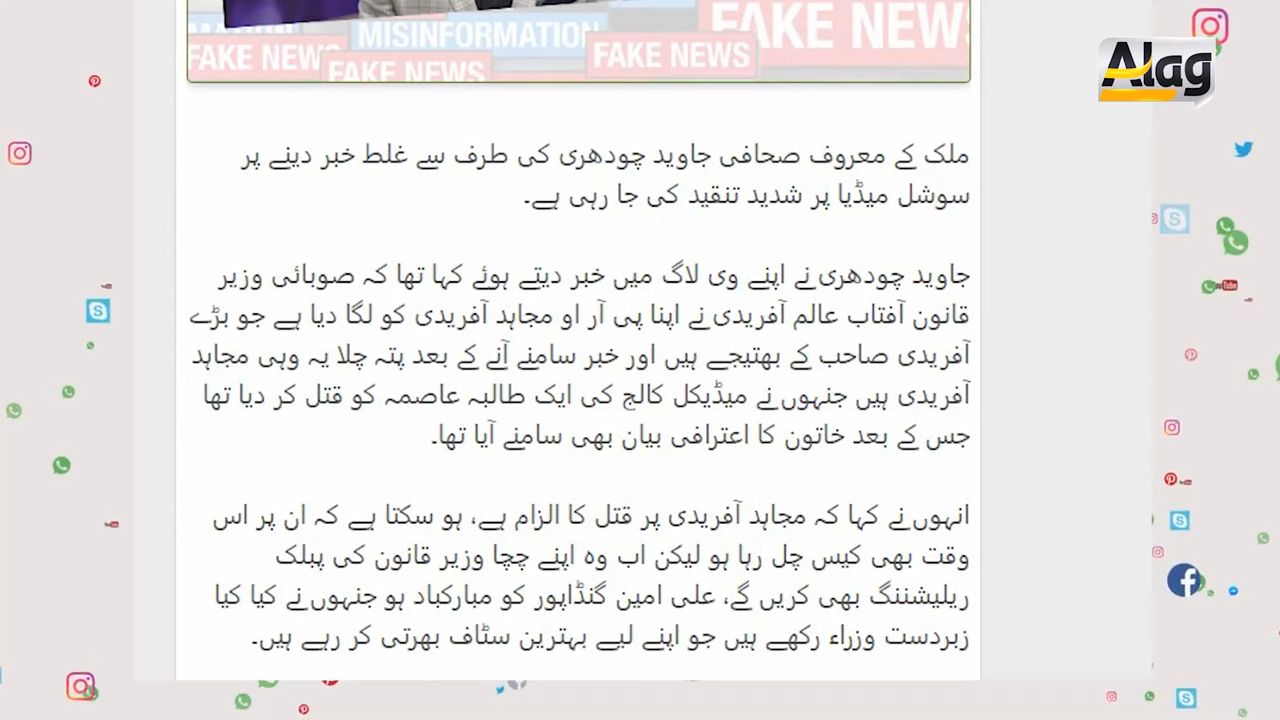 MISINFORMATION
FAKE NEWS
FAKE NEWS
FAKE NEWS
FAKE NEWS
Alag
ملک کے معروف صحافی جاوید چودھری کی طرف سے غلط خبر دینے پر
سوشل میڈیا پر شدید تنقید کی جا رہی ہے۔
جاوید چودھری نے اپنے وی لاگ میں خبر دیتے ہوئے کہا تھا کہ صوبائی وزیر
قانون آفتاب عالم آفریدی نے اپنا پی آر او مجاہد آفریدی کو لگا دیا ہے جو بڑے
آفریدی صاحب کے بھتیجے ہیں اور خبر سامنے آنے کے بعد پتہ چلا یہ وہی مجاہد
آفریدی ہیں جنہوں نے میڈیکل کالج کی ایک طالبہ عاصمہ کو قتل کر دیا تھا
جس کے بعد خاتون کا اعترافی بیان بھی سامنے آیا تھا۔
انہوں نے کہا کہ مجاہد آفریدی پر قتل کا الزام ہے، ہو سکتا ہے کہ ان پر اس
وقت بھی کیس چل رہا ہو لیکن اب وہ اپنے چچا وزیر قانون کی پبلک
ریلیشننگ بھی کریں گے، علی امین گنڈاپور کو مبارکباد ہو جنہوں نے کیا کیا
زبردست وزراء رکھے ہیں جو اپنے لیے بہترین سٹاف بھرتی کر رہے ہیں۔